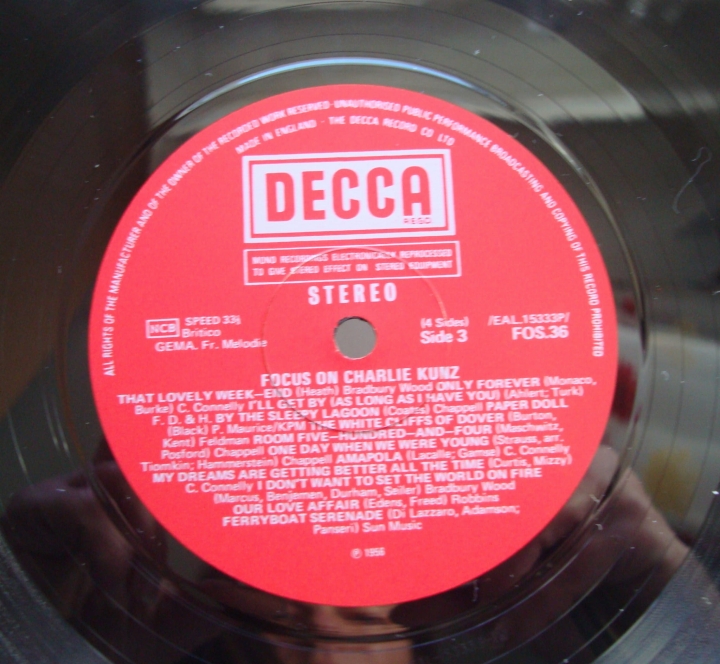 ALL RIGHTS OF THE MANUFACTURER AND OF THE OWNER OF THE RECORDED WORK RESERVED · UNAUTHORISED PUBLIC PERFORMANCE BROADCASTING AND COPYING OF THIS RECORD PROHIBITED
MADE IN ENGLAND · THE DECCA RECORD CO LTD
DECCA
REGD
MONO RECORDINGS ELECTRONICALLY REPROCESSED
TO GIVE STEREO EFFECT ON STEREO EQUIPMENT
STEREO
NCB SPEED 33⅓
Britico
GEMA. Fr. Melodie
(4 Sides)
Side 3
/EAL.15333P/
FOS.36
FOCUS ON CHARLIE KUNZ
THAT LOVELY WEEK—END (Heath) Bradbury Wood ONLY FOREVER (Monaco,
Burke) C. Connelly I'LL GET BY (AS LONG AS I HAVE YOU) (Ahlert; Turk)
F. D. & H. BY THE SLEEPY LAGOON (Coates) Chappell PAPER DOLL
(Black) P. Maurice/KPM THE WHITE CLIFFS OF DOVER (Burton,
Kent) Feldman ROOM FIVE—HUNDRED—AND—FOUR (Maschwitz,
Posford) Chappell ONE DAY WHEN WE WERE YOUNG (Strauss, arr.
Tiomkin; Hammerstein) Chappell AMAPOLA (Lacalle; Gamse) C. Connelly
MY DREAMS ARE GETTING BETTER ALL THE TIME (Curtis, Mizzy)
C. Connelly I DON'T WANT TO SET THE WORLD ON FIRE
(Marcus, Benjemen, Durham, Seiler) Bradbury Wood
OUR LOVE AFFAIR (Edens, Freed) Robbins
FERRYBOAT SERENADE (Di Lazzaro, Adamson;
Panseri) Sun Music
℗ 1956